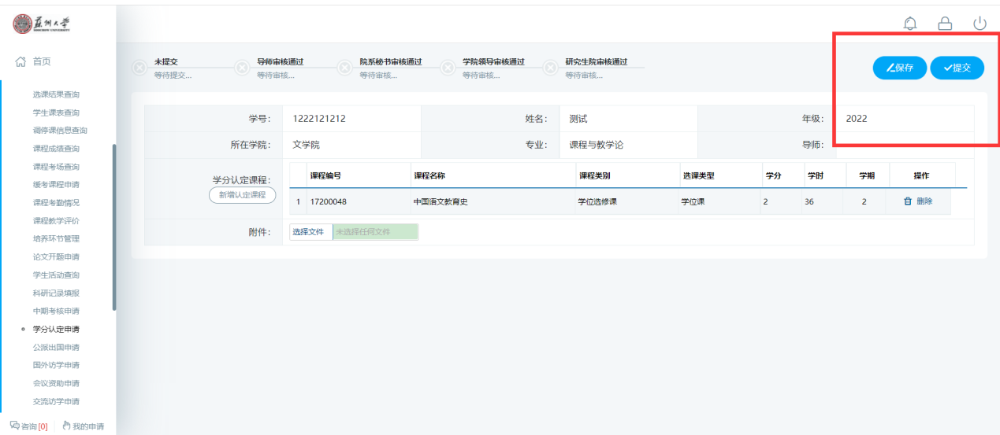 蘇州大學
SOOCHOW UNIVERSITY
首页
选课结果查询
学生课表查询
调停课信息查询
课程成绩查询
课程考场查询
缓考课程申请
课程考勤情况
课程教学评价
培养环节管理
论文开题申请
学生活动查询
科研记录填报
中期考核申请
学分认定申请
公派出国申请
国外访学申请
会议资助申请
交流访学申请
咨询[0] 我的申请
未提交 导师审核通过 院系秘书审核通过 学院领导审核通过 研究生院审核通过
等待提交... 等待审核... 等待审核... 等待审核... 等待审核...
保存 提交
学号: 1222121212 姓名: 测试 年级: 2022
所在学院: 文学院 专业: 课程与教学论 导师:
学分认定课程:
新增认定课程
课程编号 课程名称 课程类别 选课类型 学分 学时 学期 操作
1 17200048 中国语文教育史 学位选修课 学位课 2 36 2 删除
附件: 选择文件 未选择任何文件